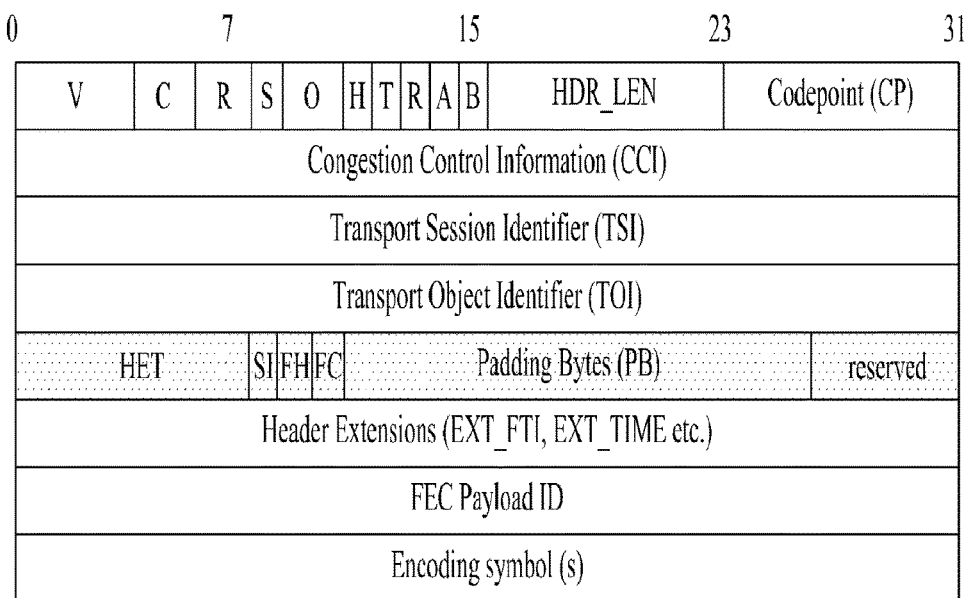 0 7 15 23 31
V C R S O H T R A B HDR_LEN Codepoint (CP)
Congestion Control Information (CCI)
Transport Session Identifier (TSI)
Transport Object Identifier (TOI)
HET SI FH FC Padding Bytes (PB) reserved
Header Extensions (EXT_FTI, EXT_TIME etc.)
FEC Payload ID
Encoding symbol (s)